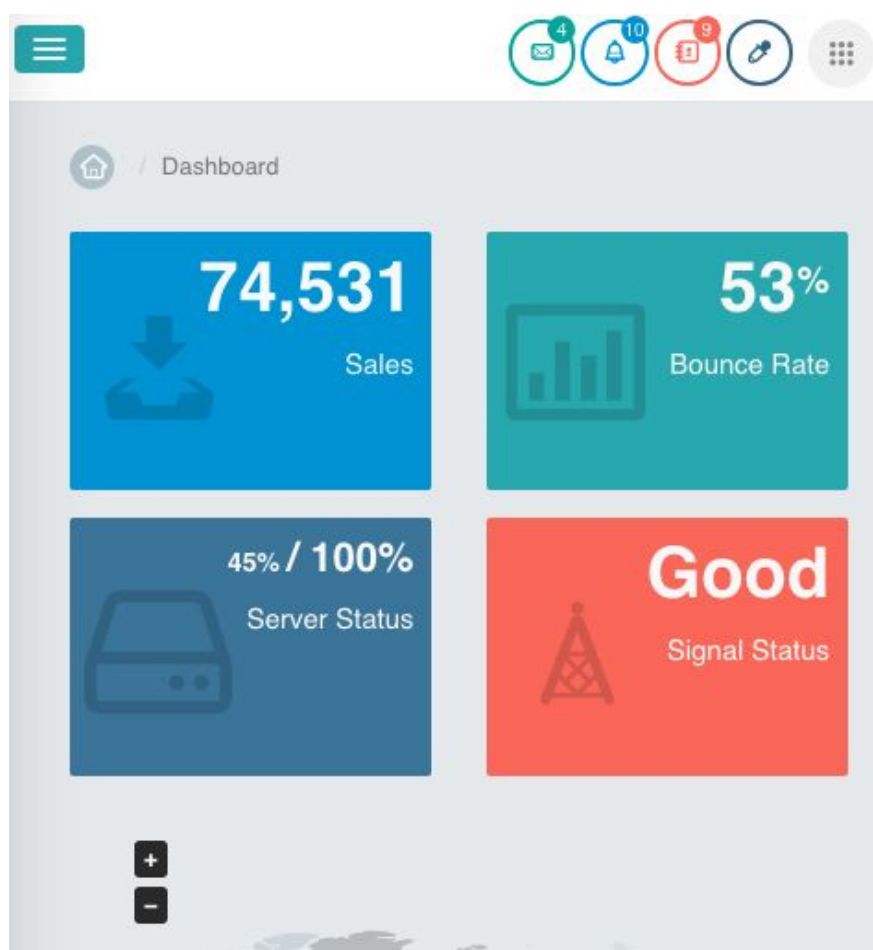 4 10 9
/ Dashboard
74,531
Sales
53%
Bounce Rate
45% / 100%
Server Status
Good
Signal Status
+
-